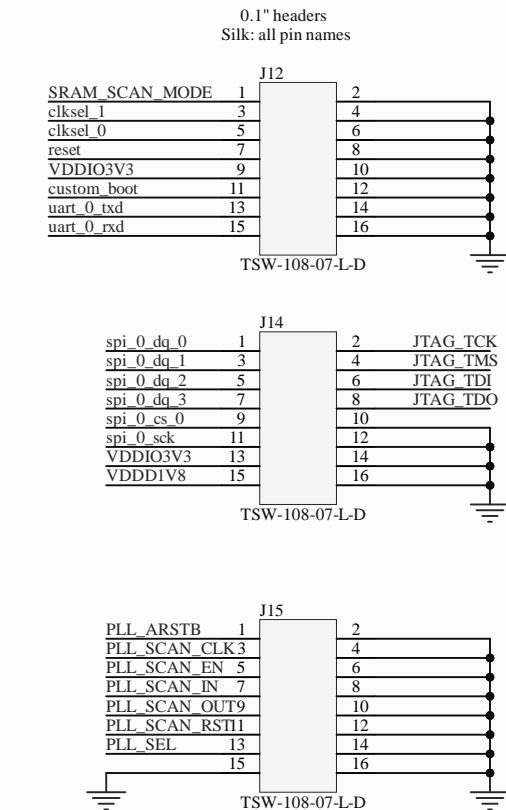 0.1" headers
Silk: all pin names
J12
SRAM_SCAN_MODE 1 2
clksel_1 3 4
clksel_0 5 6
reset 7 8
VDDIO3V3 9 10
custom_boot 11 12
uart_0_txd 13 14
uart_0_rxd 15 16
TSW-108-07-L-D
J14
spi_0_dq_0 1 2 JTAG_TCK
spi_0_dq_1 3 4 JTAG_TMS
spi_0_dq_2 5 6 JTAG_TDI
spi_0_dq_3 7 8 JTAG_TDO
spi_0_cs_0 9 10
spi_0_sck 11 12
VDDIO3V3 13 14
VDDD1V8 15 16
TSW-108-07-L-D
J15
PLL_ARSTB 1 2
PLL_SCAN_CLK 3 4
PLL_SCAN_EN 5 6
PLL_SCAN_IN 7 8
PLL_SCAN_OUT 9 10
PLL_SCAN_RST 11 12
PLL_SEL 13 14
15 16
TSW-108-07-L-D